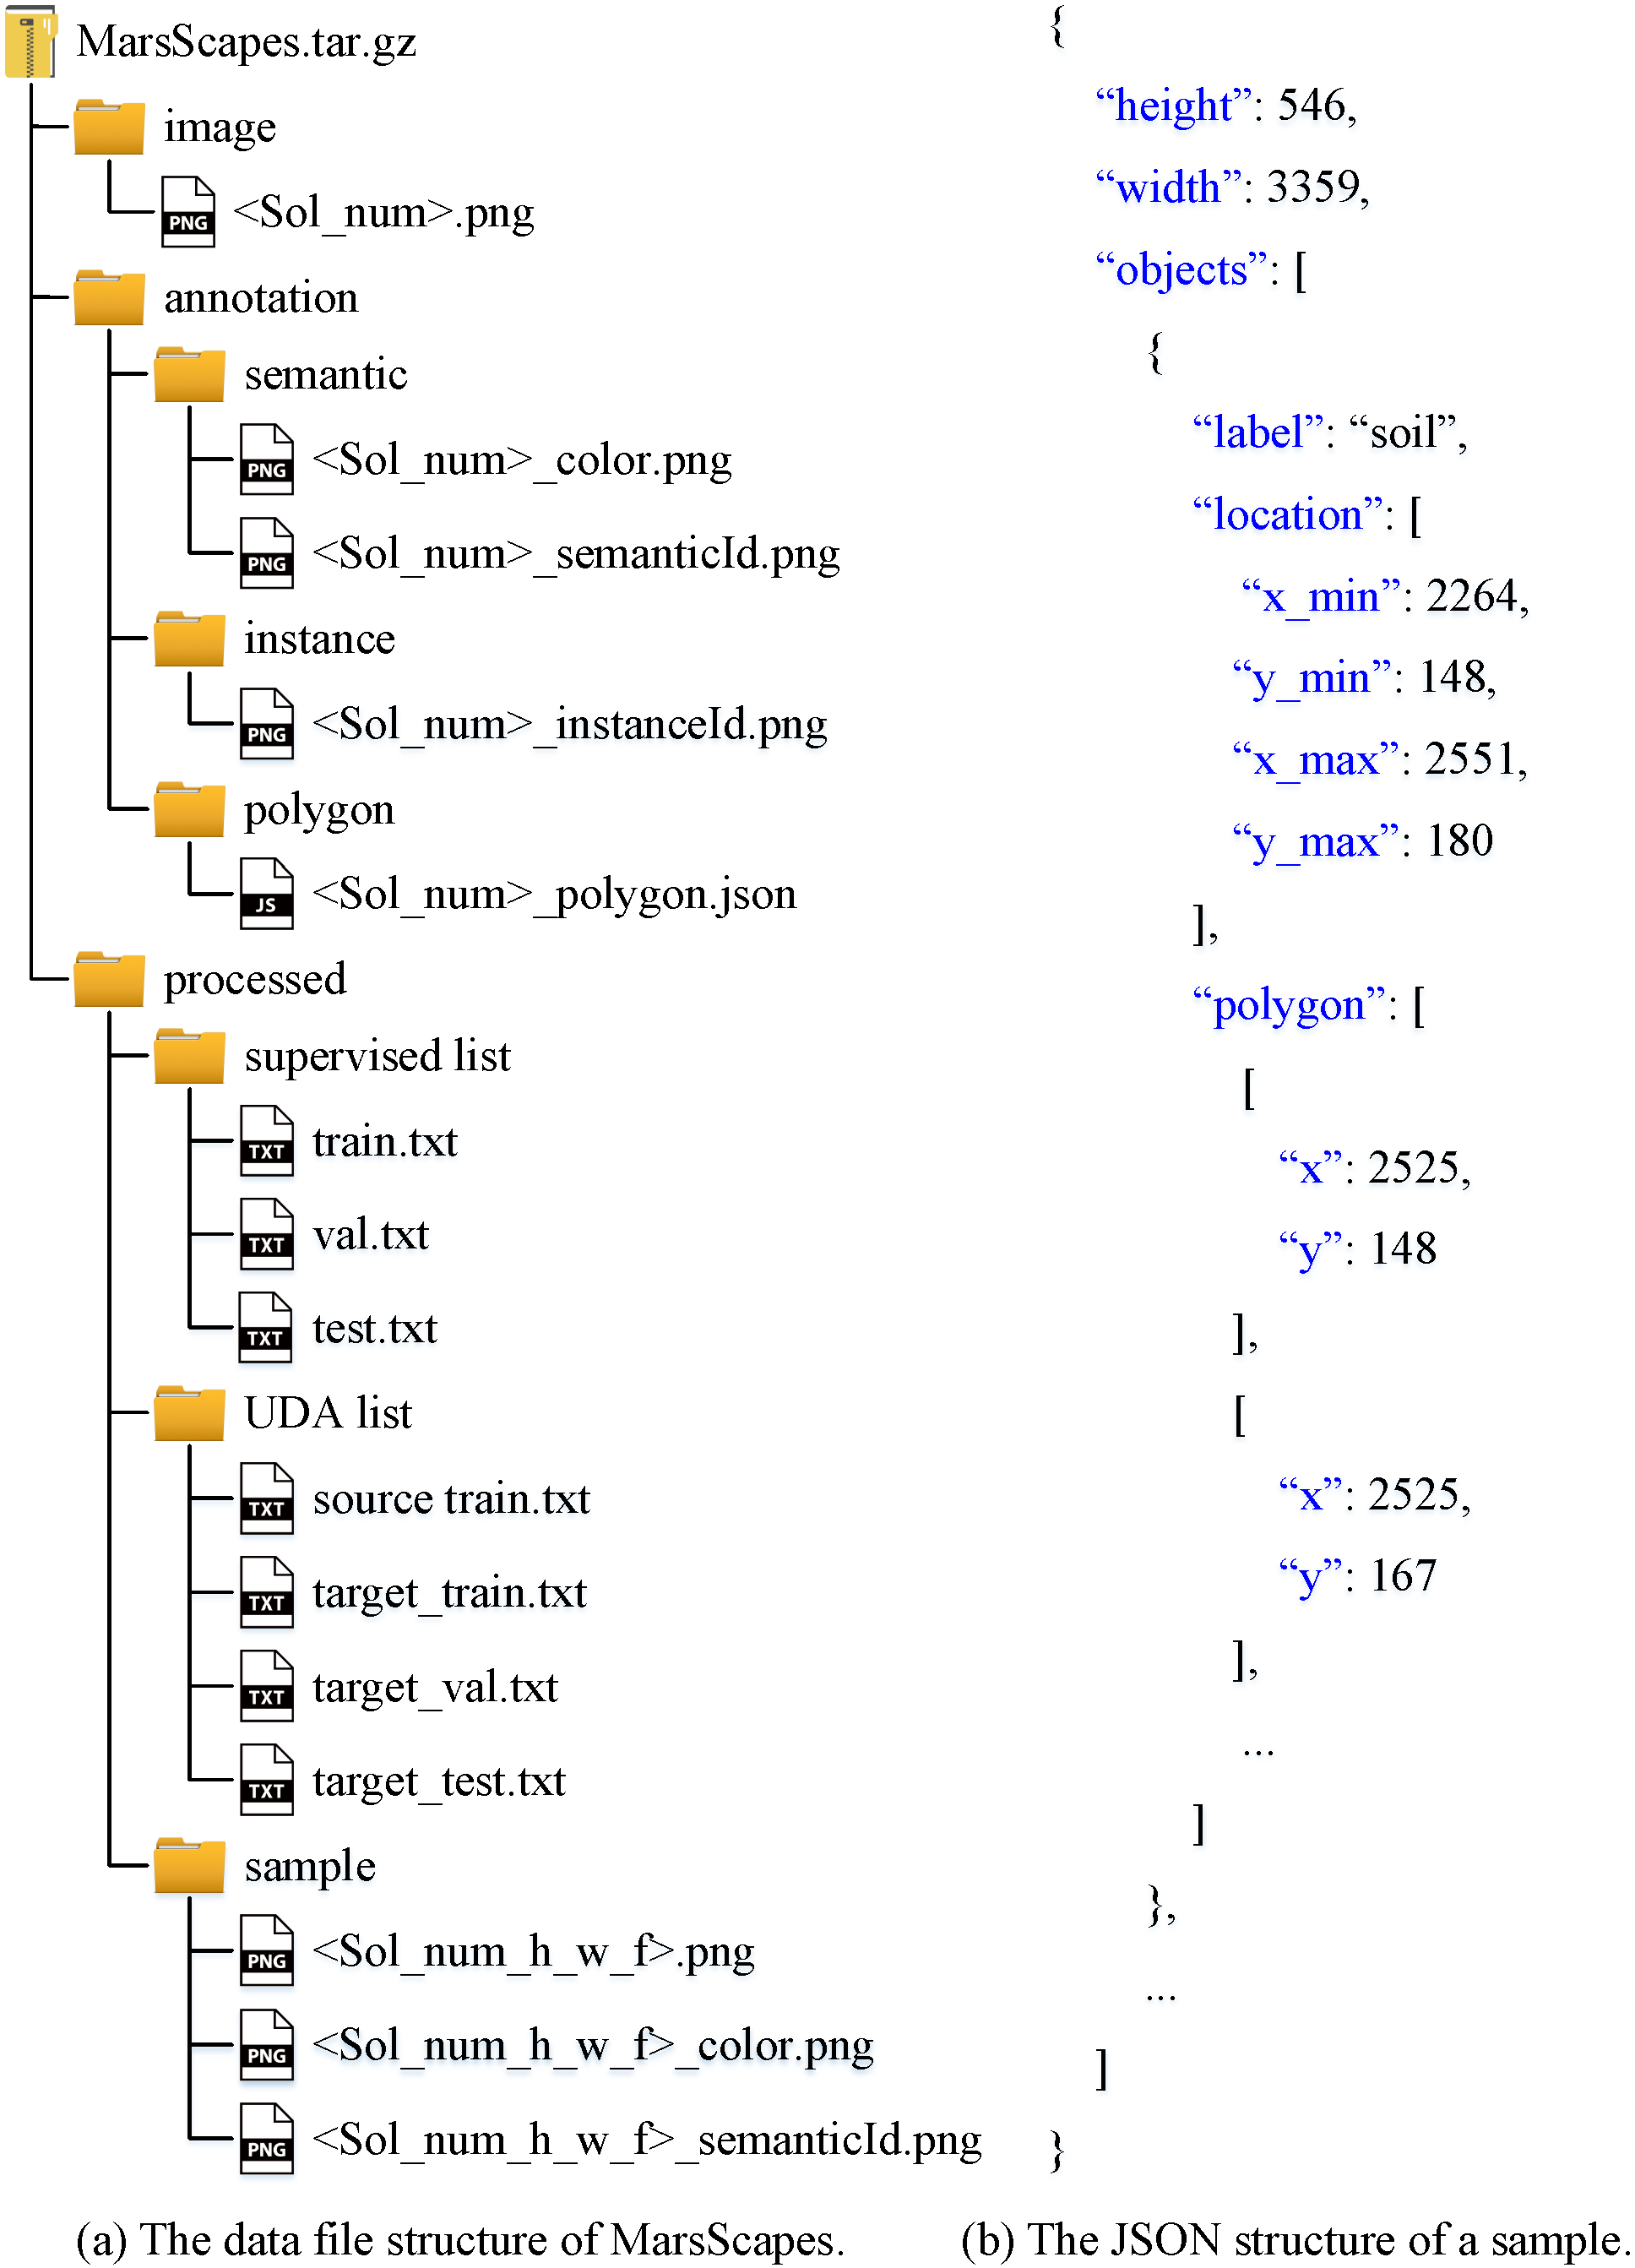 MarsScapes.tar.gz
image
PNG <Sol_num>.png
annotation
semantic
PNG <Sol_num>_color.png
PNG <Sol_num>_semanticId.png
instance
PNG <Sol_num>_instanceId.png
polygon
JS <Sol_num>_polygon.json
processed
supervised list
TXT train.txt
TXT val.txt
TXT test.txt
UDA list
TXT source train.txt
TXT target_train.txt
TXT target_val.txt
TXT target_test.txt
sample
PNG <Sol_num_h_w_f>.png
PNG <Sol_num_h_w_f>_color.png
PNG <Sol_num_h_w_f>_semanticId.png
(a) The data file structure of MarsScapes.
{
“height”: 546,
“width”: 3359,
“objects”: [
{
“label”: “soil”,
“location”: [
“x_min”: 2264,
“y_min”: 148,
“x_max”: 2551,
“y_max”: 180
],
“polygon”: [
[
“x”: 2525,
“y”: 148
],
[
“x”: 2525,
“y”: 167
],
...
]
},
...
]
}
(b) The JSON structure of a sample.